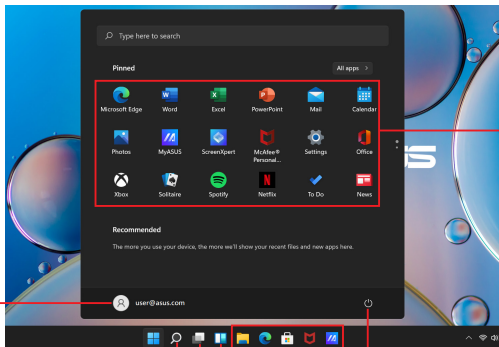 Type here to search
Pinned
All apps >
Microsoft Edge Word Excel PowerPoint Mail Calendar
Photos MyASUS ScreenXpert McAfee® Personal... Settings Office
Xbox Solitaire Spotify Netflix To Do News
Recommended
The more you use your device, the more we'll show your recent files and new apps here.
user@asus.com